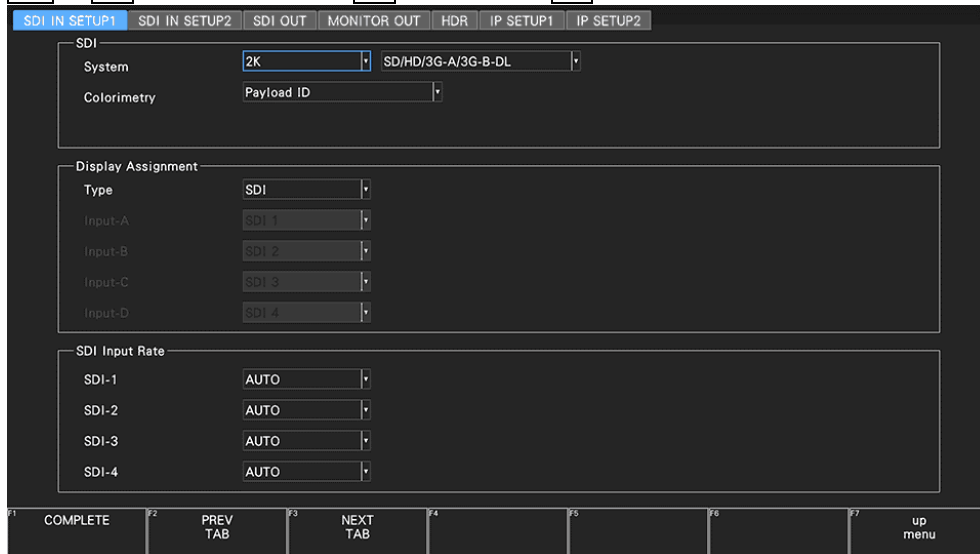 SDI IN SETUP1 SDI IN SETUP2 SDI OUT MONITOR OUT HDR IP SETUP1 IP SETUP2
SDI
System 2K SD/HD/3G-A/3G-B-DL
Colorimetry Payload ID
Display Assignment
Type SDI
Input-A SDI 1
Input-B SDI 2
Input-C SDI 3
Input-D SDI 4
SDI Input Rate
SDI-1 AUTO
SDI-2 AUTO
SDI-3 AUTO
SDI-4 AUTO
F1 COMPLETE F2 PREV TAB F3 NEXT TAB F4 F5 F6 F7 up menu